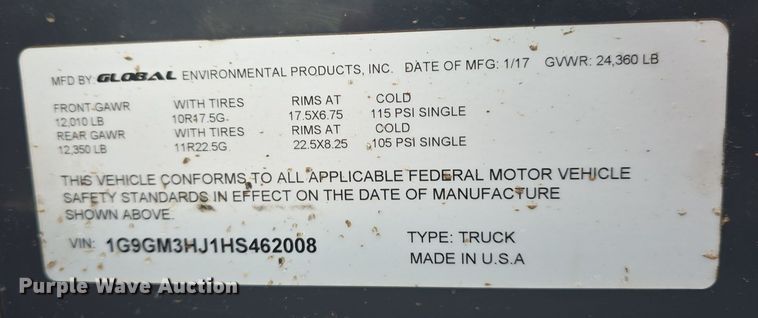 MFD BY: GLOBAL ENVIRONMENTAL PRODUCTS, INC. DATE OF MFG: 1/17 GVWR: 24,360 LB
FRONT GAWR WITH TIRES RIMS AT COLD
12,010 LB 10R17.5G 17.5X6.75 115 PSI SINGLE
REAR GAWR WITH TIRES RIMS AT COLD
12,350 LB 11R22.5G 22.5X8.25 105 PSI SINGLE
THIS VEHICLE CONFORMS TO ALL APPLICABLE FEDERAL MOTOR VEHICLE
SAFETY STANDARDS IN EFFECT ON THE DATE OF MANUFACTURE
SHOWN ABOVE.
VIN: 1G9GM3HJ1HS462008 TYPE: TRUCK
MADE IN U.S.A
Purple Wave Auction